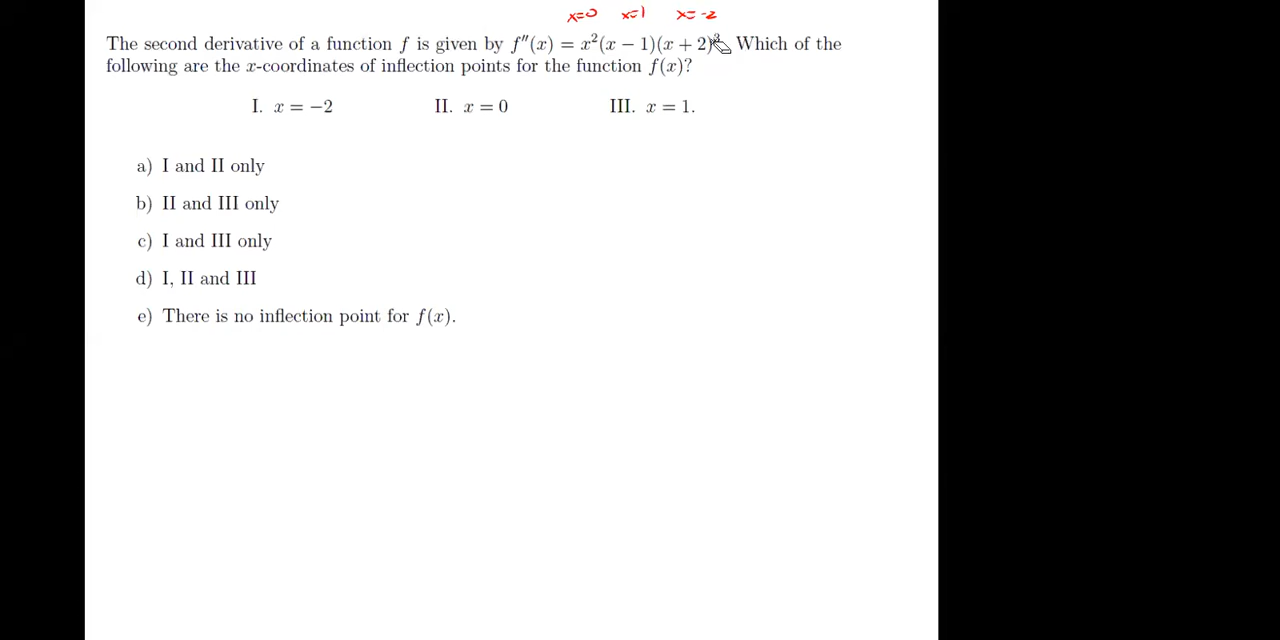 x=0 x=1 x=-2
The second derivative of a function f is given by f″(x) = x²(x − 1)(x + 2) Which of the
following are the x-coordinates of inflection points for the function f(x)?
I. x = −2 II. x = 0 III. x = 1.
a) I and II only
b) II and III only
c) I and III only
d) I, II and III
e) There is no inflection point for f(x).